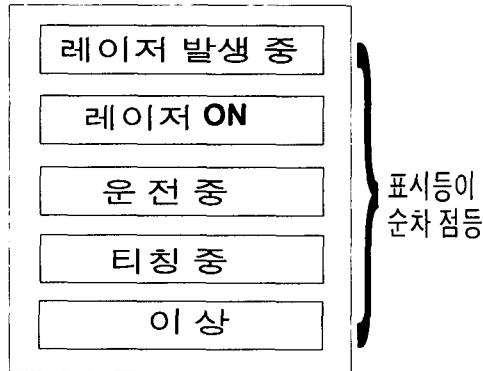 레이저 발생 중
레이저 ON
운 전 중
티 칭 중
이 상
표시등이
순차 점등